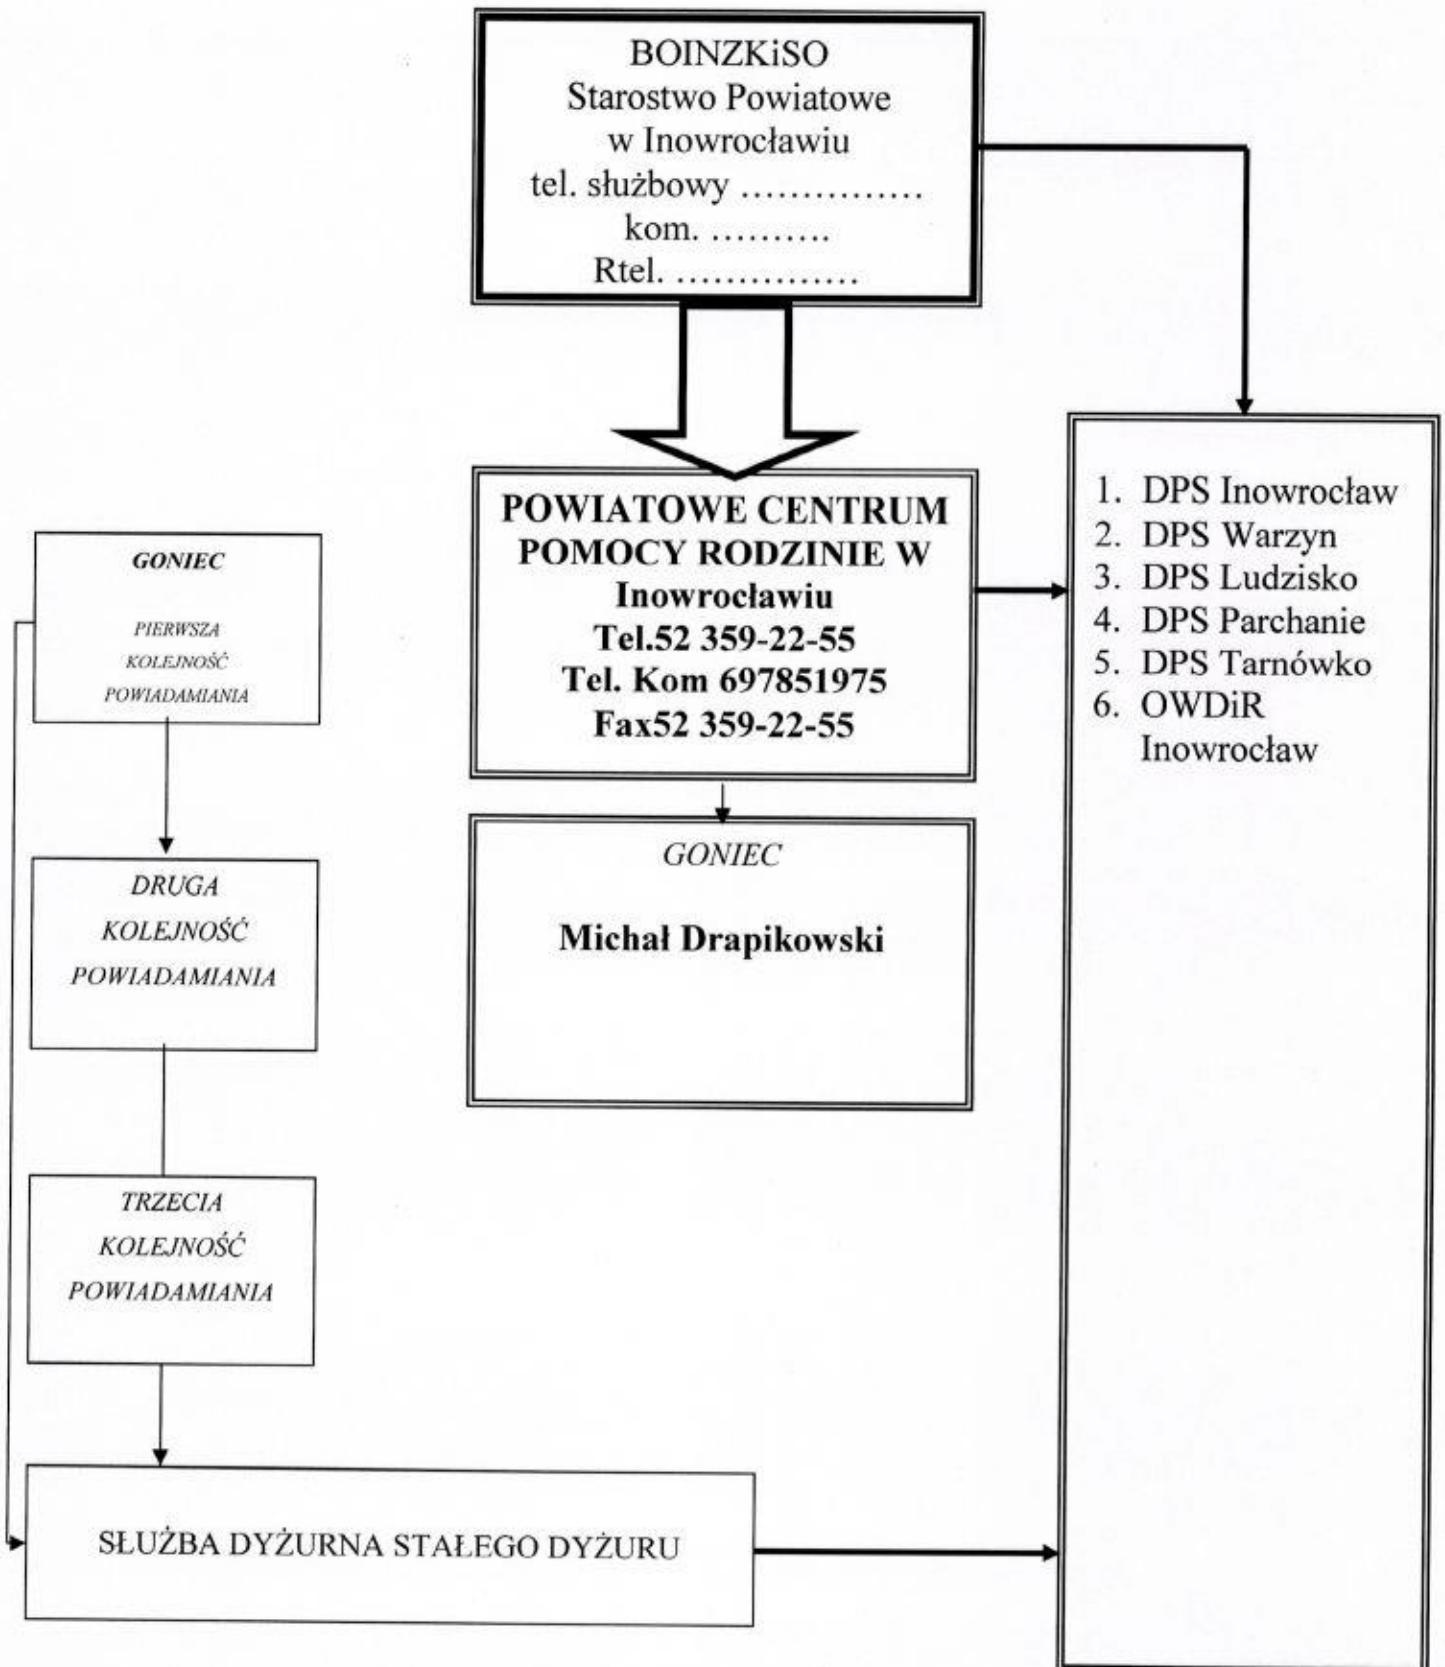 BOINZKiSO
Starostwo Powiatowe
w Inowrocławiu
tel. służbowy ……………
kom. ……….
Rtel. ……………
POWIATOWE CENTRUM
POMOCY RODZINIE W
Inowrocławiu
Tel.52 359-22-55
Tel. Kom 697851975
Fax52 359-22-55
GONIEC
Michał Drapikowski
1. DPS Inowrocław
2. DPS Warzyn
3. DPS Ludzisko
4. DPS Parchanie
5. DPS Tarnówko
6. OWDiR
Inowrocław
GONIEC
PIERWSZA
KOLEJNOŚĆ
POWIADAMIANIA
DRUGA
KOLEJNOŚĆ
POWIADAMIANIA
TRZECIA
KOLEJNOŚĆ
POWIADAMIANIA
SŁUŻBA DYŻURNA STAŁEGO DYŻURU